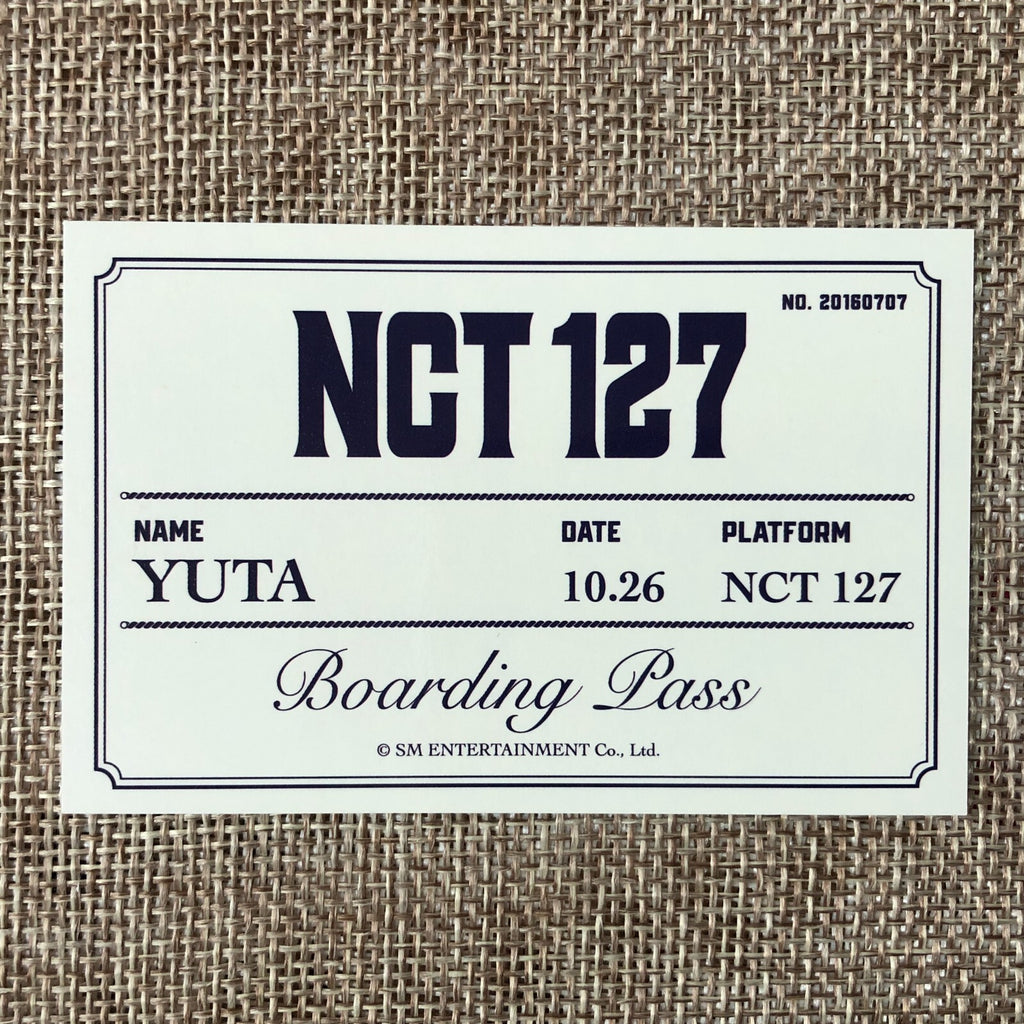 NO. 20160707
NCT 127
NAME DATE PLATFORM
YUTA 10.26 NCT 127
Boarding Pass
© SM ENTERTAINMENT Co., Ltd.